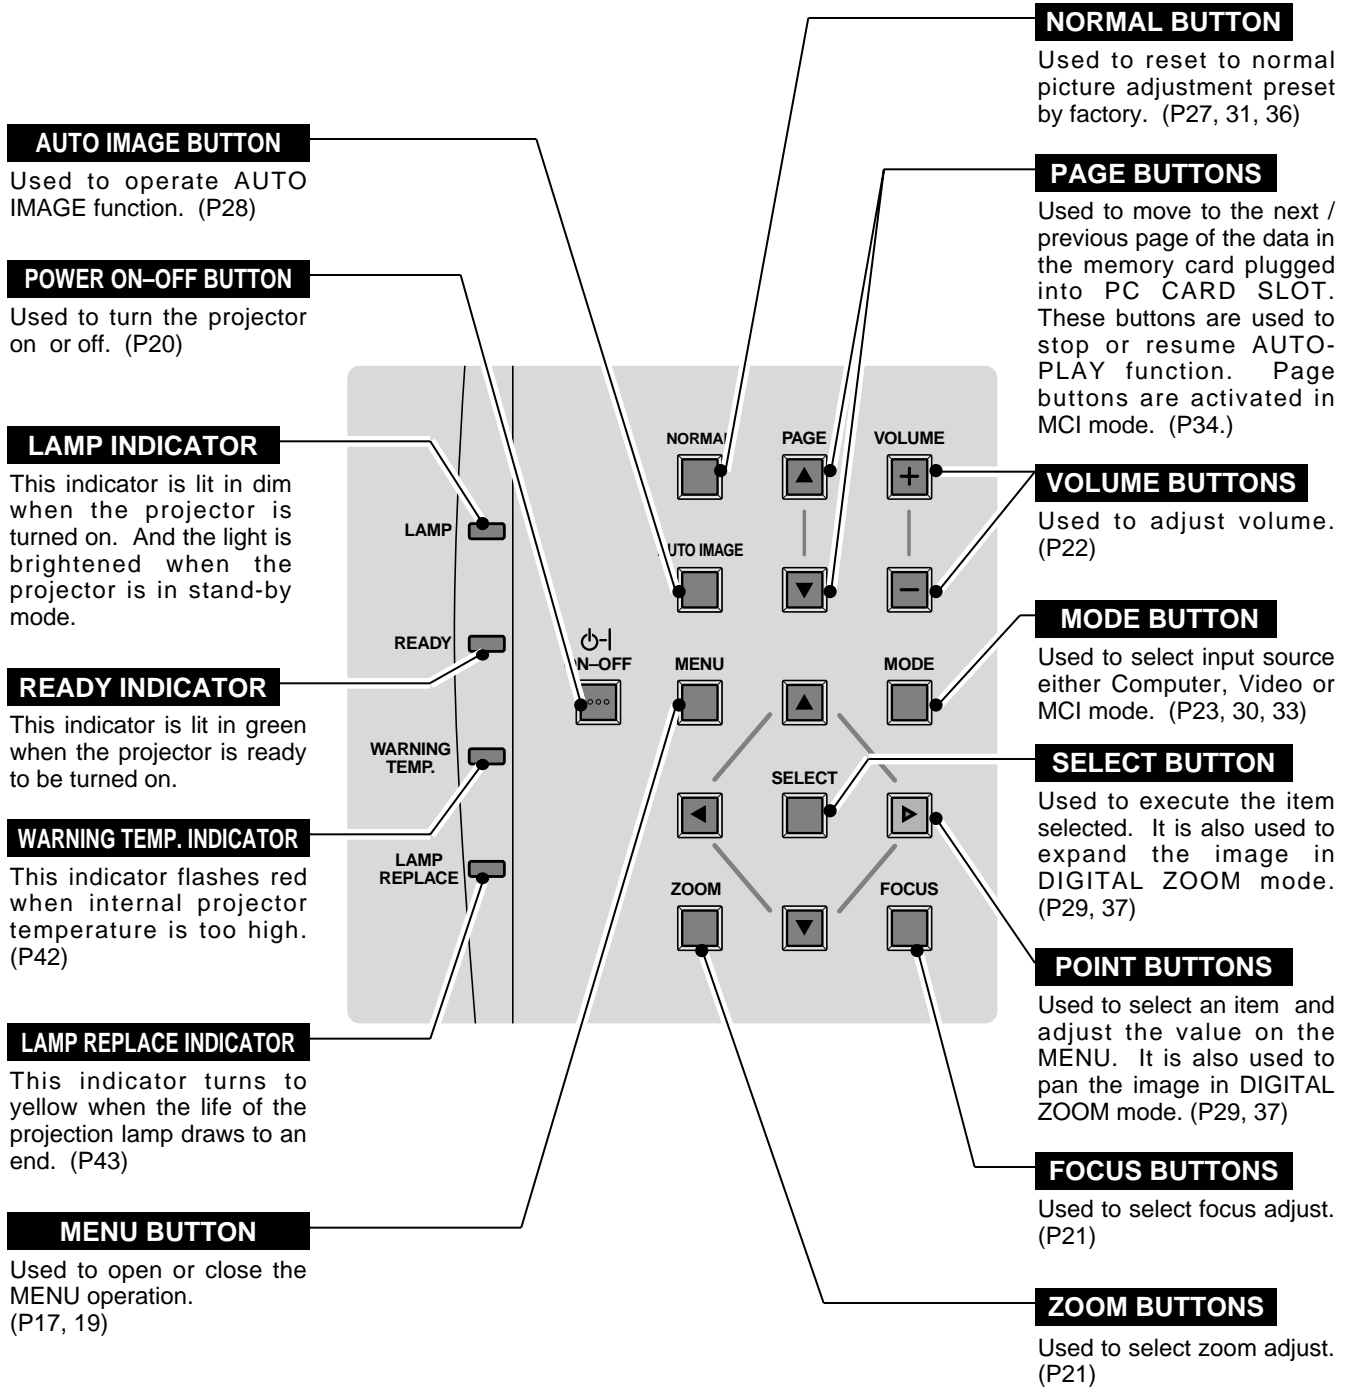 AUTO IMAGE BUTTON
Used to operate AUTO
IMAGE function. (P28)
POWER ON–OFF BUTTON
Used to turn the projector
on or off. (P20)
LAMP INDICATOR
This indicator is lit in dim
when the projector is
turned on. And the light is
brightened when the
projector is in stand-by
mode.
READY INDICATOR
This indicator is lit in green
when the projector is ready
to be turned on.
WARNING TEMP. INDICATOR
This indicator flashes red
when internal projector
temperature is too high.
(P42)
LAMP REPLACE INDICATOR
This indicator turns to
yellow when the life of the
projection lamp draws to an
end. (P43)
MENU BUTTON
Used to open or close the
MENU operation.
(P17, 19)
NORMAL
PAGE
VOLUME
LAMP
AUTO IMAGE
READY
ON–OFF
MENU
MODE
WARNING
TEMP.
SELECT
LAMP
REPLACE
ZOOM
FOCUS
NORMAL BUTTON
Used to reset to normal
picture adjustment preset
by factory. (P27, 31, 36)
PAGE BUTTONS
Used to move to the next /
previous page of the data in
the memory card plugged
into PC CARD SLOT.
These buttons are used to
stop or resume AUTO-
PLAY function. Page
buttons are activated in
MCI mode. (P34.)
VOLUME BUTTONS
Used to adjust volume.
(P22)
MODE BUTTON
Used to select input source
either Computer, Video or
MCI mode. (P23, 30, 33)
SELECT BUTTON
Used to execute the item
selected. It is also used to
expand the image in
DIGITAL ZOOM mode.
(P29, 37)
POINT BUTTONS
Used to select an item and
adjust the value on the
MENU. It is also used to
pan the image in DIGITAL
ZOOM mode. (P29, 37)
FOCUS BUTTONS
Used to select focus adjust.
(P21)
ZOOM BUTTONS
Used to select zoom adjust.
(P21)